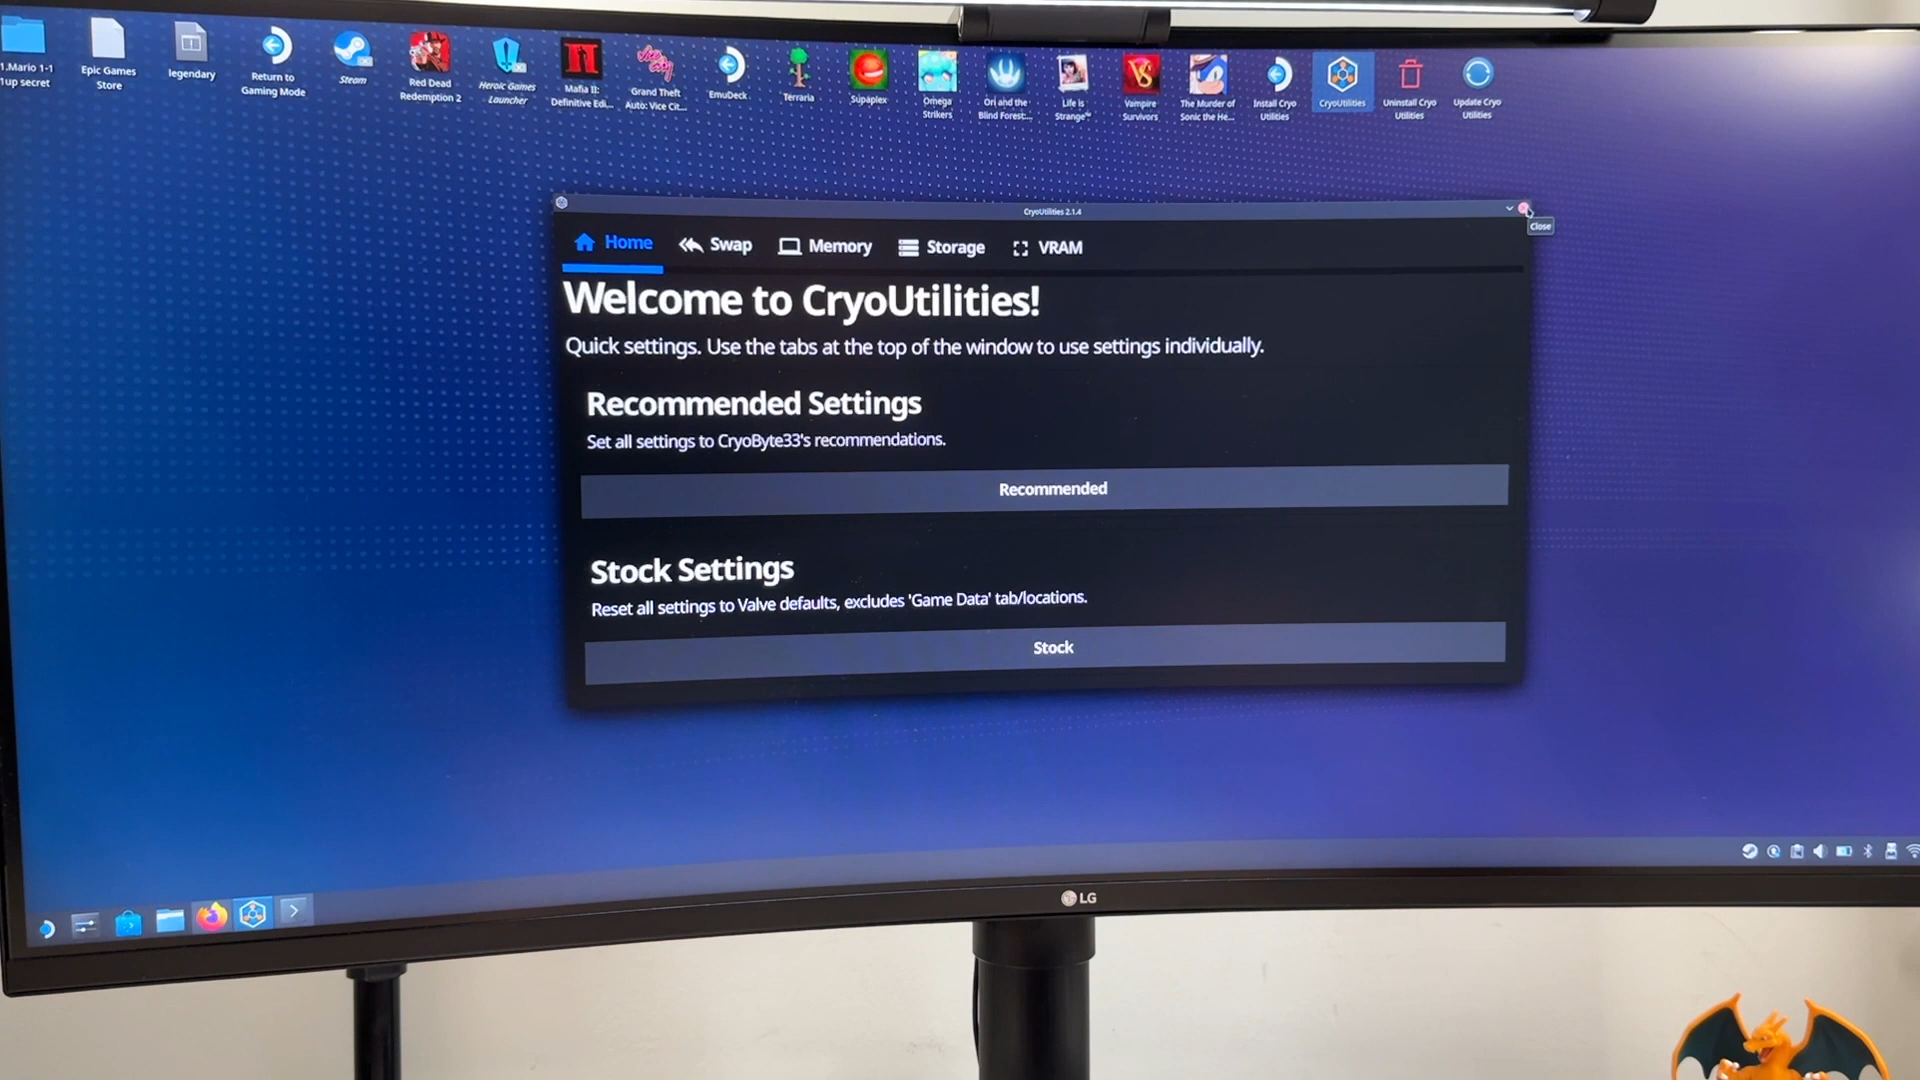 1.Mario 1-1
1up secret
Epic Games
Store
legendary
Return to
Gaming Mode
Steam
Red Dead
Redemption 2
Heroic Games
Launcher
Mafia II:
Definitive Edi...
Grand Theft
Auto: Vice Cit...
EmuDeck
Terraria
Supaplex
Omega
Strikers
Ori and the
Blind Forest:...
Life is
Strange™
Vampire
Survivors
The Murder of
Sonic the He...
Install Cryo
Utilities
CryoUtilities
Uninstall Cryo
Utilities
Update Cryo
Utilities
CryoUtilities 2.1.4
Close
Home
Swap
Memory
Storage
VRAM
Welcome to CryoUtilities!
Quick settings. Use the tabs at the top of the window to use settings individually.
Recommended Settings
Set all settings to CryoByte33's recommendations.
Recommended
Stock Settings
Reset all settings to Valve defaults, excludes 'Game Data' tab/locations.
Stock
LG